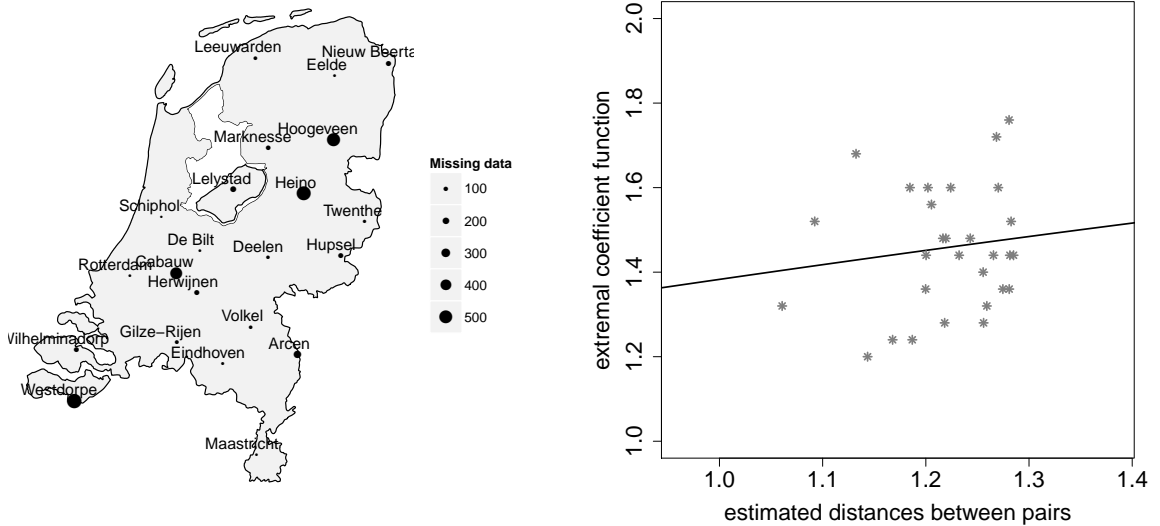 Leeuwarden
Nieuw Beerta
Eelde
Hoogeveen
Marknesse
Lelystad
Heino
Schiphol
Twenthe
De Bilt
Deelen
Hupsel
Cabauw
Rotterdam
Herwijnen
Volkel
Gilze−Rijen
Wilhelminadorp
Eindhoven
Arcen
Westdorpe
Maastricht
Missing data
100
200
300
400
500
extremal coefficient function
2.0
1.8
1.6
1.4
1.2
1.0
1.0 1.1 1.2 1.3 1.4
estimated distances between pairs